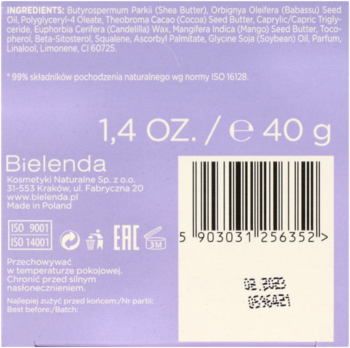 INGREDIENTS: Butyrospermum Parkii (Shea Butter), Orbignya Oleifera (Babassu) Seed
Oil, Polyglyceryl-4 Oleate, Theobroma Cacao (Cocoa) Seed Butter, Caprylic/Capric Trigly-
ceride, Euphorbia Cerifera (Candelilla) Wax, Mangifera Indica (Mango) Seed Butter, Toco-
pherol, Beta-Sitosterol, Squalene, Ascorbyl Palmitate, Glycine Soja (Soybean) Oil, Parfum,
Linalool, Limonene, CI 60725.
* 99% składników pochodzenia naturalnego wg normy ISO 16128.
1,4 OZ. / ℮ 40 g
Bielenda
Kosmetyki Naturalne Sp. z o.o.
31-553 Kraków, ul. Fabryczna 20
www.bielenda.pl
Made in Poland
ISO 9001
ISO 14001
EAC
3M
5 903031 256352 >
Przechowywać
w temperaturze pokojowej.
Chronić przed silnym
nasłonecznieniem.
Najlepiej zużyć przed końcem:/Nr partii:
Best before:/Batch:
02.2023
0596421